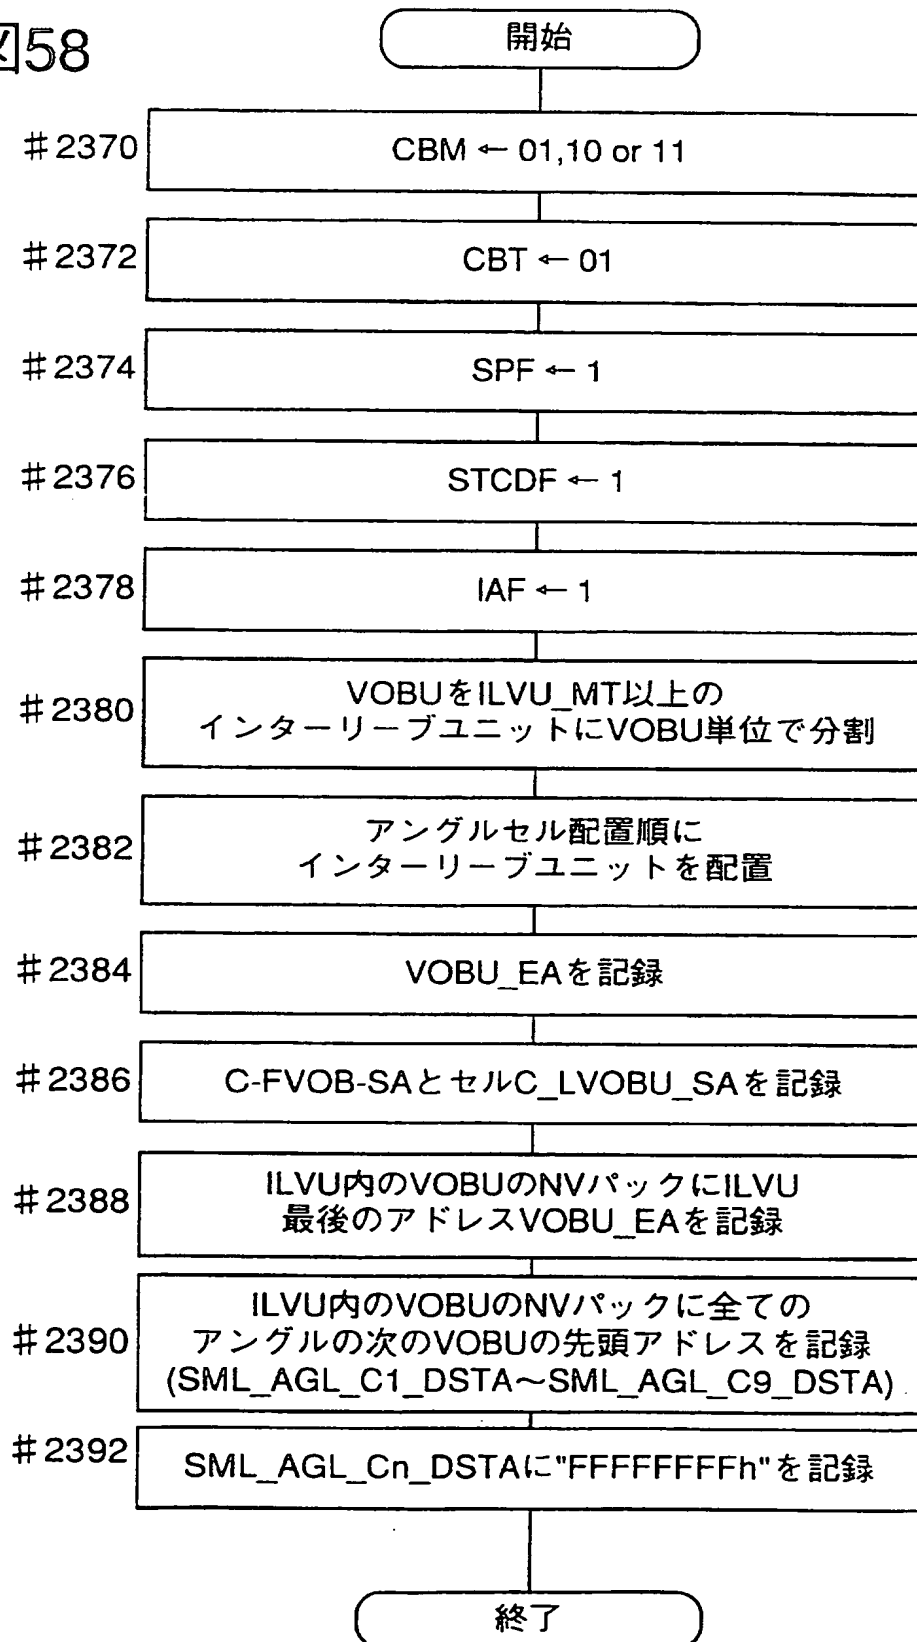 図58
開始
#2370
CBM ← 01,10 or 11
#2372
CBT ← 01
#2374
SPF ← 1
#2376
STCDF ← 1
#2378
IAF ← 1
#2380
VOBUをILVU_MT以上の
インターリーブユニットにVOBU単位で分割
#2382
アングルセル配置順に
インターリーブユニットを配置
#2384
VOBU_EAを記録
#2386
C-FVOB-SAとセルC_LVOBU_SAを記録
#2388
ILVU内のVOBUのNVパックにILVU
最後のアドレスVOBU_EAを記録
#2390
ILVU内のVOBUのNVパックに全ての
アングルの次のVOBUの先頭アドレスを記録
(SML_AGL_C1_DSTA～SML_AGL_C9_DSTA)
#2392
SML_AGL_Cn_DSTAに"FFFFFFFFh"を記録
終了